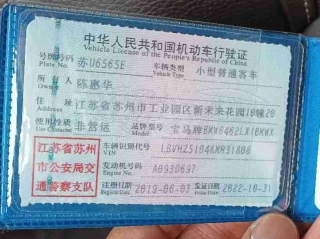 中华人民共和国机动车行驶证
Vehicle License of the People's Republic of China
号牌号码 苏U6565E 车辆类型 小型普通客车
Plate No. Vehicle Type
所有人 陈惠华
Owner
住址 江苏省苏州市工业园区新未来花园18幢20
Address
使用性质 非营运 品牌型号 宝马牌BMW6462LX1BKWX
Use Character Model
江苏省苏州市公安局交通警察支队
车辆识别代号
VIN
发动机号码 A0930697
Engine No.
注册日期 2019-06-03 发证日期 2022-10-31
Register Date Issue Date